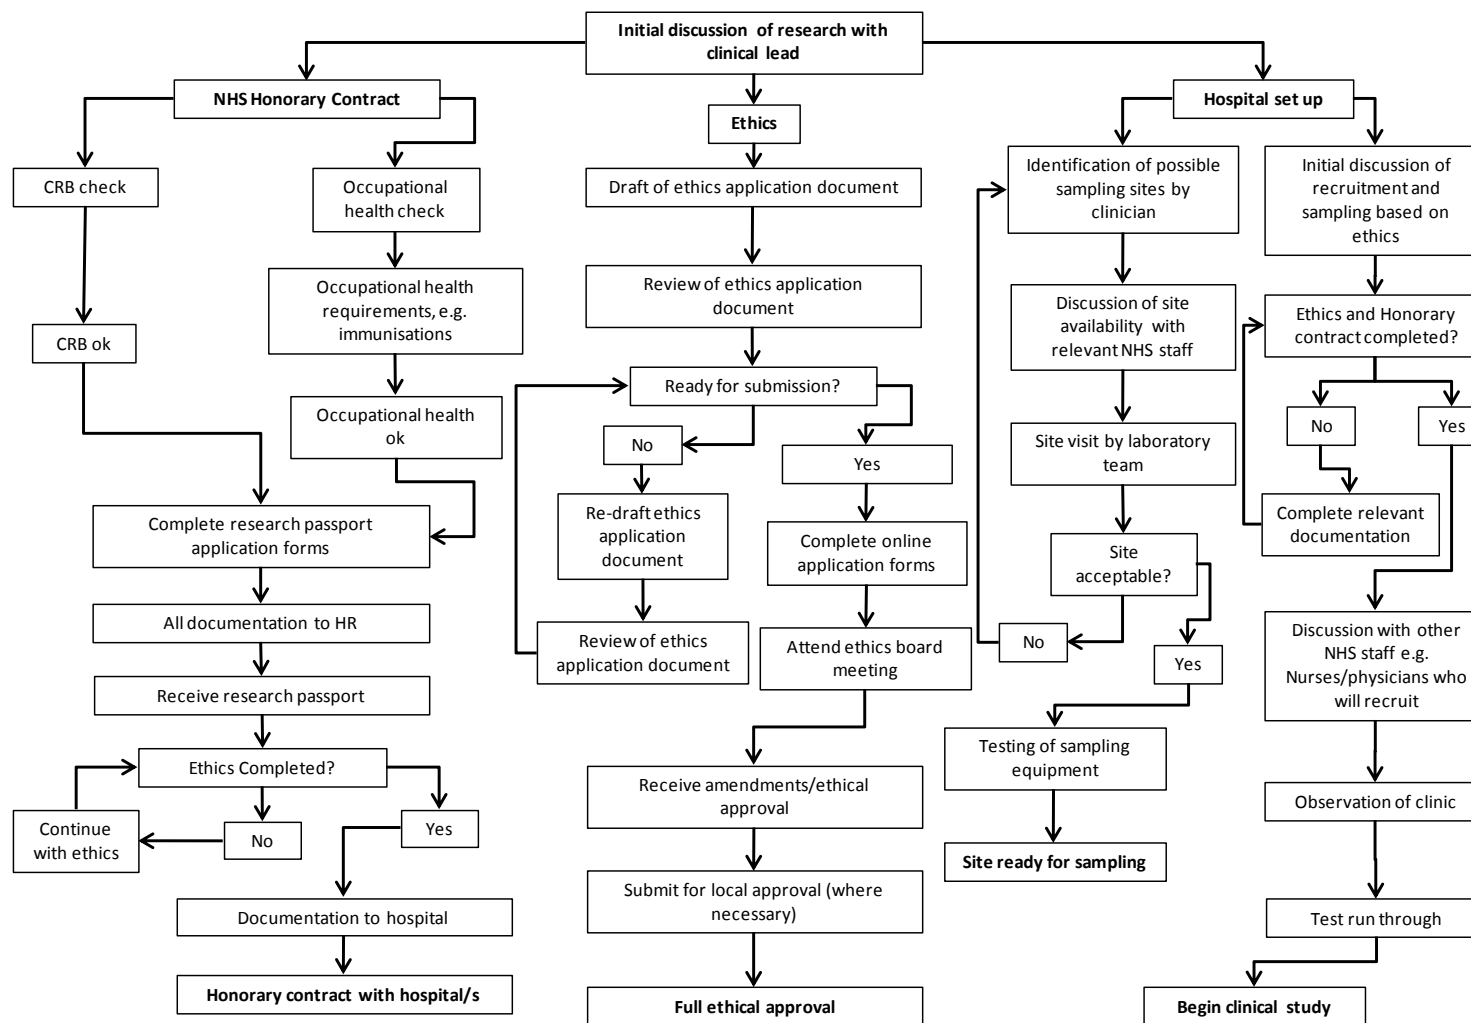 Initial discussion of research with
clinical lead
NHS Honorary Contract
Ethics
Hospital set up
CRB check
Occupational
health check
Draft of ethics application document
Identification of possible
sampling sites by
clinician
Initial discussion of
recruitment and
sampling based on
ethics
CRB ok
Occupational health
requirements, e.g.
immunisations
Review of ethics application
document
Discussion of site
availability with
relevant NHS staff
Ethics and Honorary
contract completed?
Occupational health
ok
Ready for submission?
No
Yes
Site visit by laboratory
team
No
Yes
Complete research passport
application forms
Re-draft ethics
application
document
Complete online
application forms
Site
acceptable?
Complete relevant
documentation
All documentation to HR
Review of ethics
application document
Attend ethics board
meeting
No
Yes
Discussion with other
NHS staff e.g.
Nurses/physicians who
will recruit
Receive research passport
Ethics Completed?
Receive amendments/ethical
approval
Testing of sampling
equipment
Observation of clinic
Continue
with ethics
No
Yes
Site ready for sampling
Documentation to hospital
Submit for local approval (where
necessary)
Test run through
Honorary contract with hospital/s
Full ethical approval
Begin clinical study